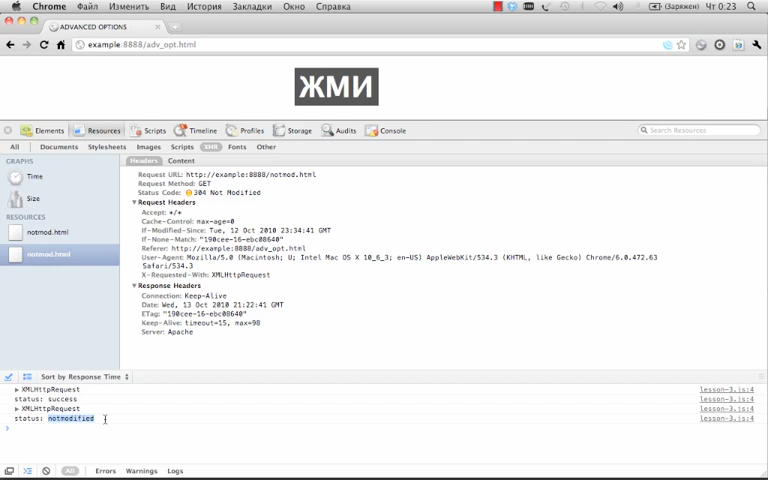 Chrome Файл Изменить Вид История Закладки Окно Справка (Заряжен) Чт 0:23
ADVANCED OPTIONS
example:8888/adv_opt.html
ЖМИ
Elements Resources Scripts Timeline Profiles Storage Audits Console Search Resources
All Documents Stylesheets Images Scripts XHR Fonts Other
GRAPHS
Time
Size
RESOURCES
notmod.html
notmod.html
Headers Content
Request URL: http://example:8888/notmod.html
Request Method: GET
Status Code: 304 Not Modified
Request Headers
Accept: */*
Cache-Control: max-age=0
If-Modified-Since: Tue, 12 Oct 2010 23:34:41 GMT
If-None-Match: "190cee-16-ebc08640"
Referer: http://example:8888/adv_opt.html
User-Agent: Mozilla/5.0 (Macintosh; U; Intel Mac OS X 10_6_3; en-US) AppleWebKit/534.3 (KHTML, like Gecko) Chrome/6.0.472.63
Safari/534.3
X-Requested-With: XMLHttpRequest
Response Headers
Connection: Keep-Alive
Date: Wed, 13 Oct 2010 21:22:41 GMT
ETag: "190cee-16-ebc08640"
Keep-Alive: timeout=15, max=98
Server: Apache
Sort by Response Time
XMLHttpRequest lesson-3.js:4
status: success lesson-3.js:4
XMLHttpRequest lesson-3.js:4
status: notmodified lesson-3.js:4
All Errors Warnings Logs